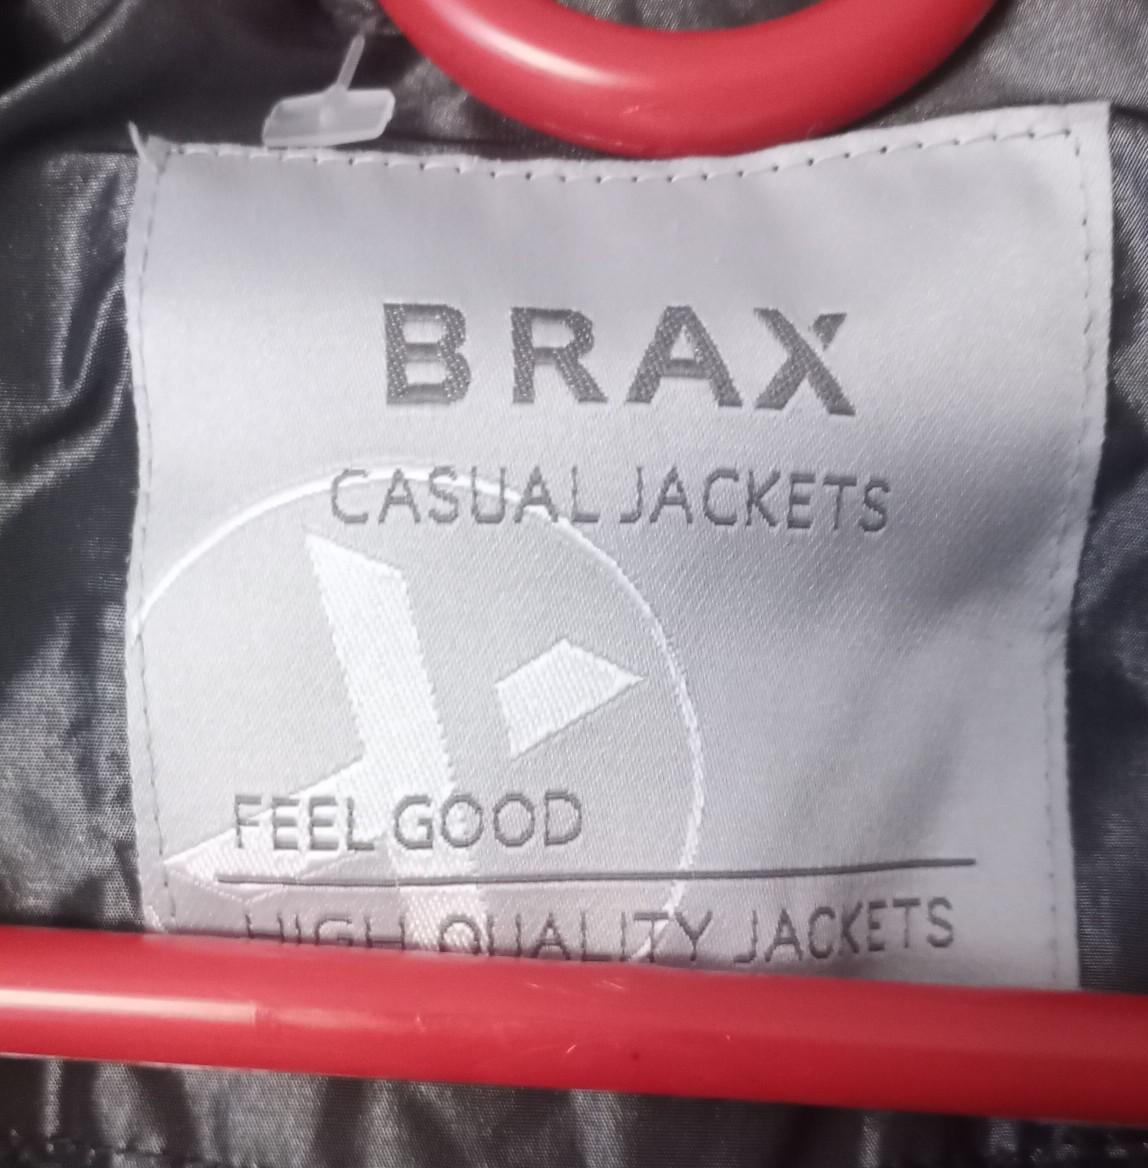 BRAX
CASUAL JACKETS
FEEL GOOD
HIGH QUALITY JACKETS